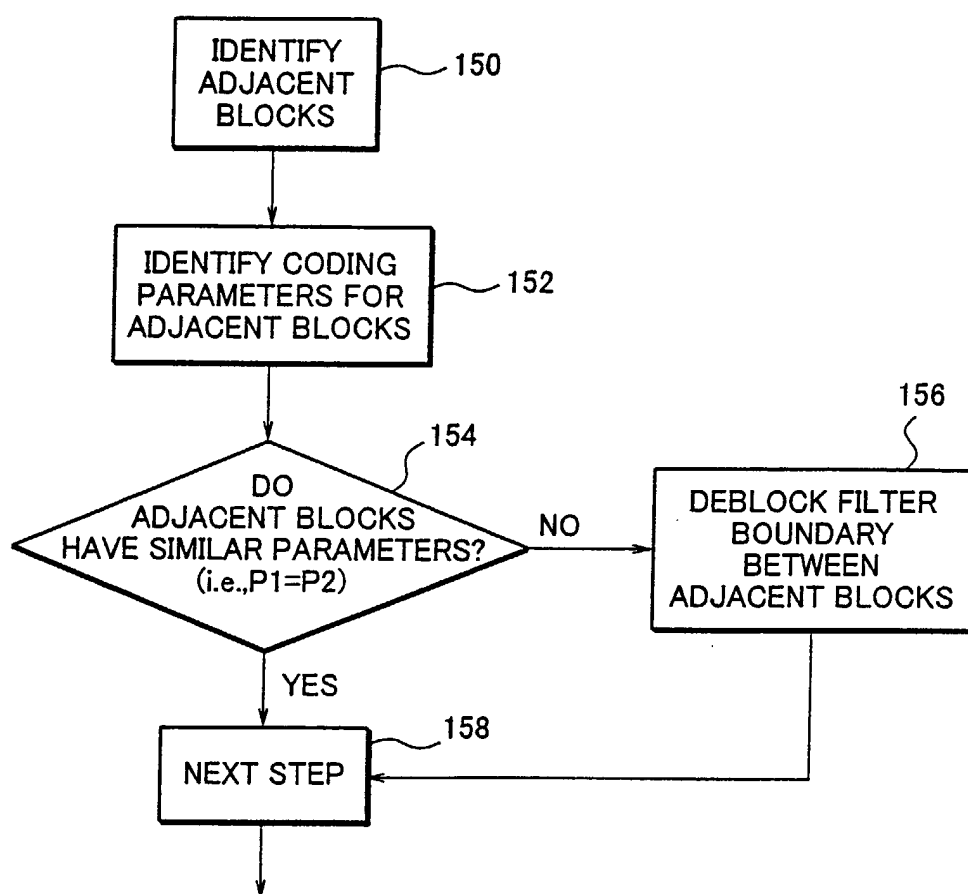 IDENTIFY
ADJACENT
BLOCKS
150
IDENTIFY CODING
PARAMETERS FOR
ADJACENT BLOCKS
152
154
DO
ADJACENT BLOCKS
HAVE SIMILAR PARAMETERS?
(i.e.,P1=P2)
NO
156
DEBLOCK FILTER
BOUNDARY
BETWEEN
ADJACENT BLOCKS
YES
158
NEXT STEP